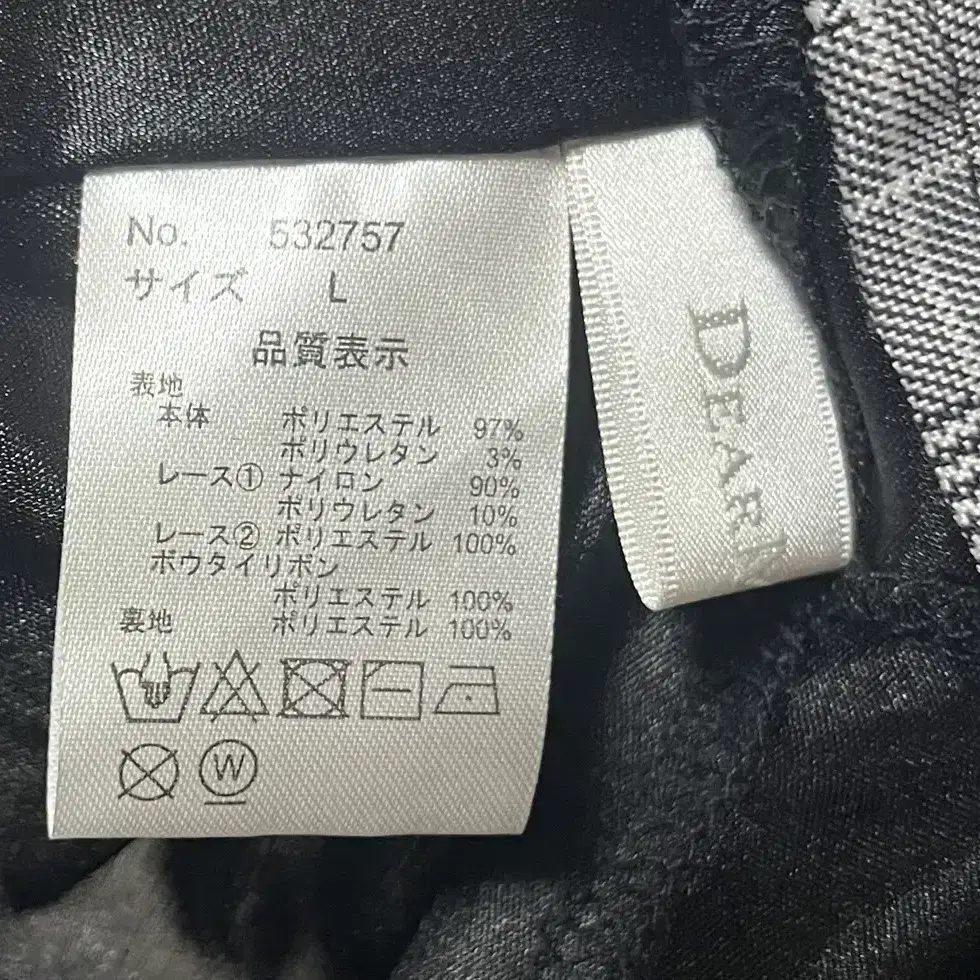 No. 532757
サイズ L
品質表示
表地
本体 ポリエステル 97%
ポリウレタン 3%
レース① ナイロン 90%
ポリウレタン 10%
レース② ポリエステル 100%
ボウタイリボン
ポリエステル 100%
裏地 ポリエステル 100%
W
DEAR